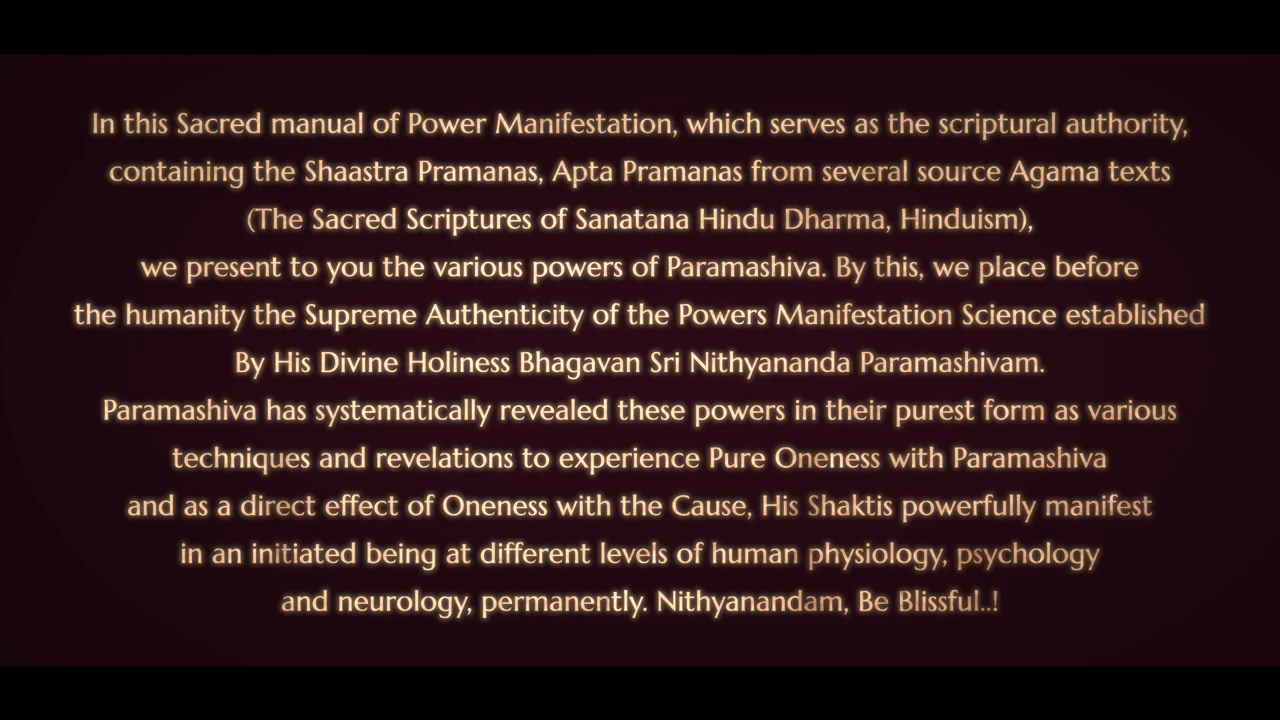 In this Sacred manual of Power Manifestation, which serves as the scriptural authority,
containing the Shaastra Pramanas, Apta Pramanas from several source Agama texts
(The Sacred Scriptures of Sanatana Hindu Dharma, Hinduism),
we present to you the various powers of Paramashiva. By this, we place before
the humanity the Supreme Authenticity of the Powers Manifestation Science established
By His Divine Holiness Bhagavan Sri Nithyananda Paramashivam.
Paramashiva has systematically revealed these powers in their purest form as various
techniques and revelations to experience Pure Oneness with Paramashiva
and as a direct effect of Oneness with the Cause, His Shaktis powerfully manifest
in an initiated being at different levels of human physiology, psychology
and neurology, permanently. Nithyanandam, Be Blissful..!